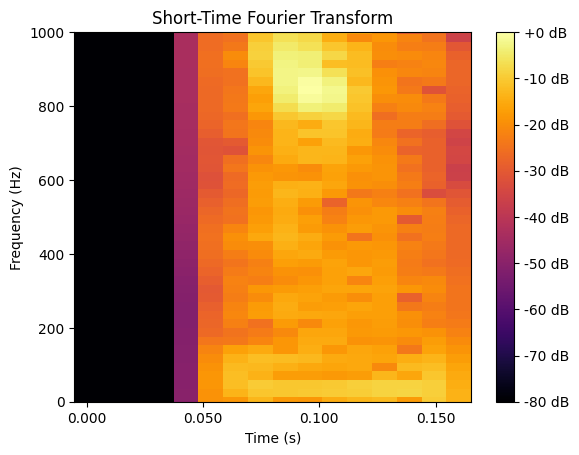 Short-Time Fourier Transform
Frequency (Hz)
1000
800
600
400
200
0
0.000 0.050 0.100 0.150
Time (s)
+0 dB
-10 dB
-20 dB
-30 dB
-40 dB
-50 dB
-60 dB
-70 dB
-80 dB